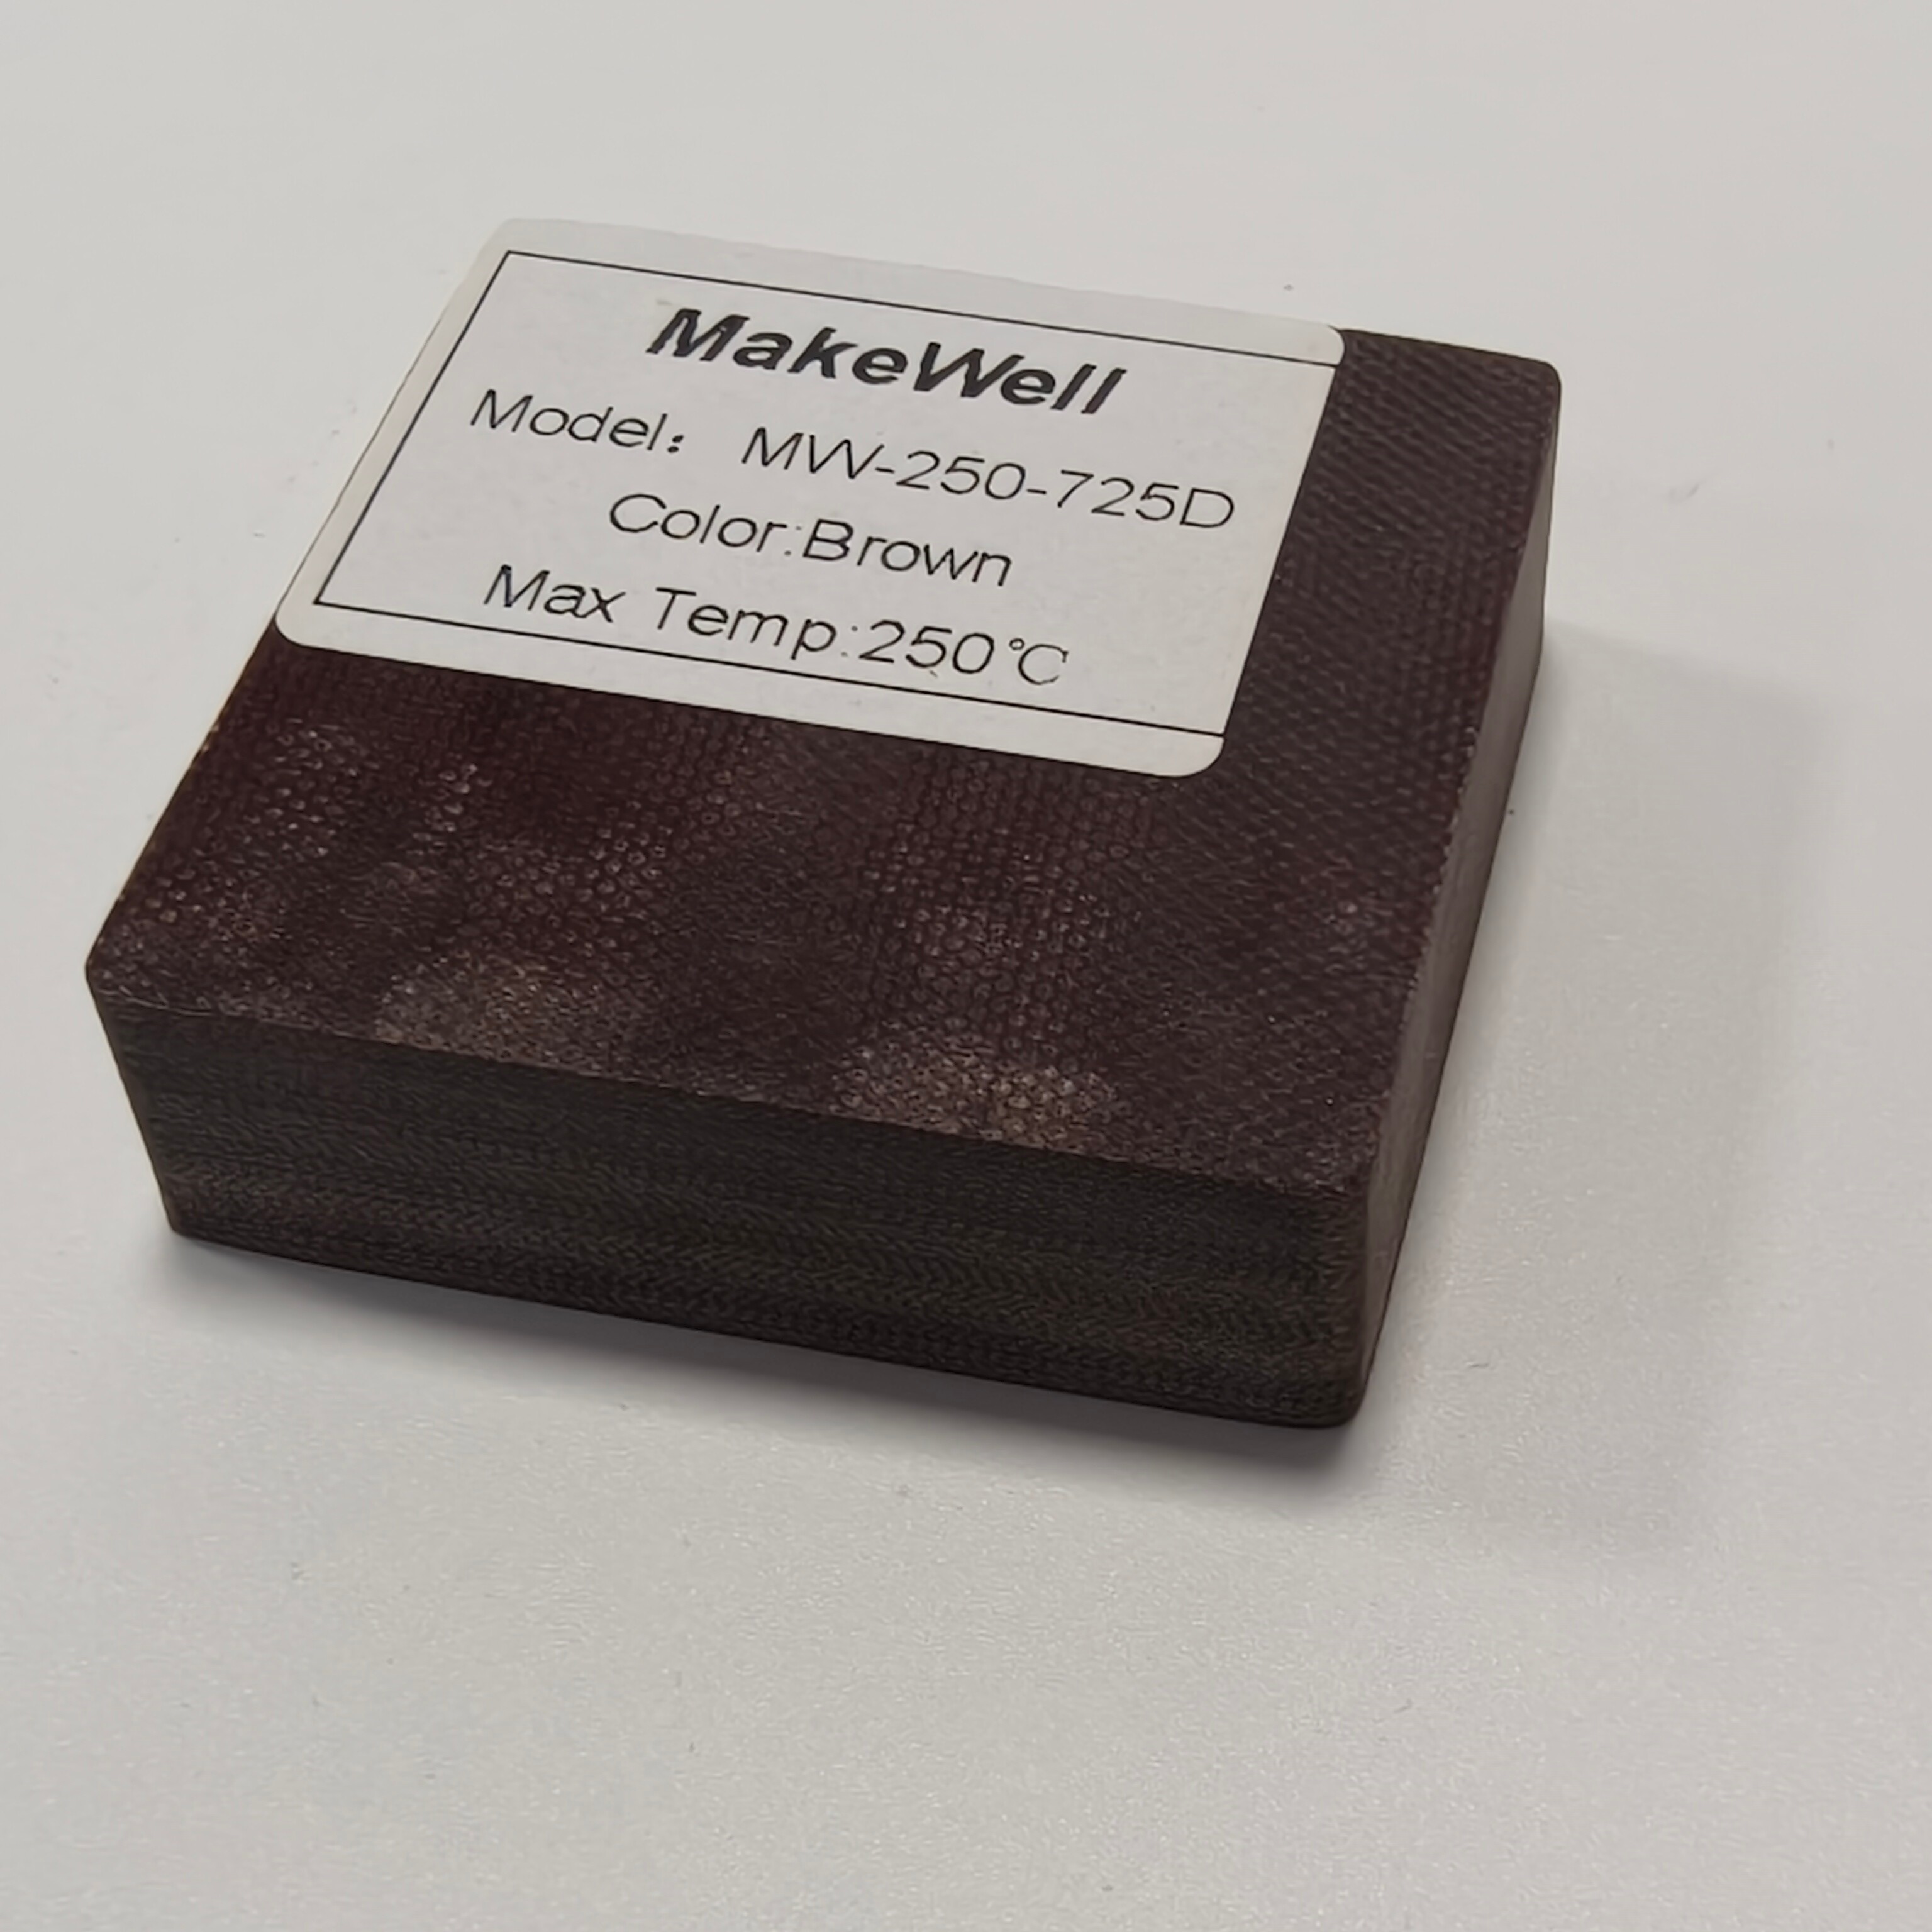 MakeWell
Model： MW-250-725D
Color:Brown
Max Temp:250℃